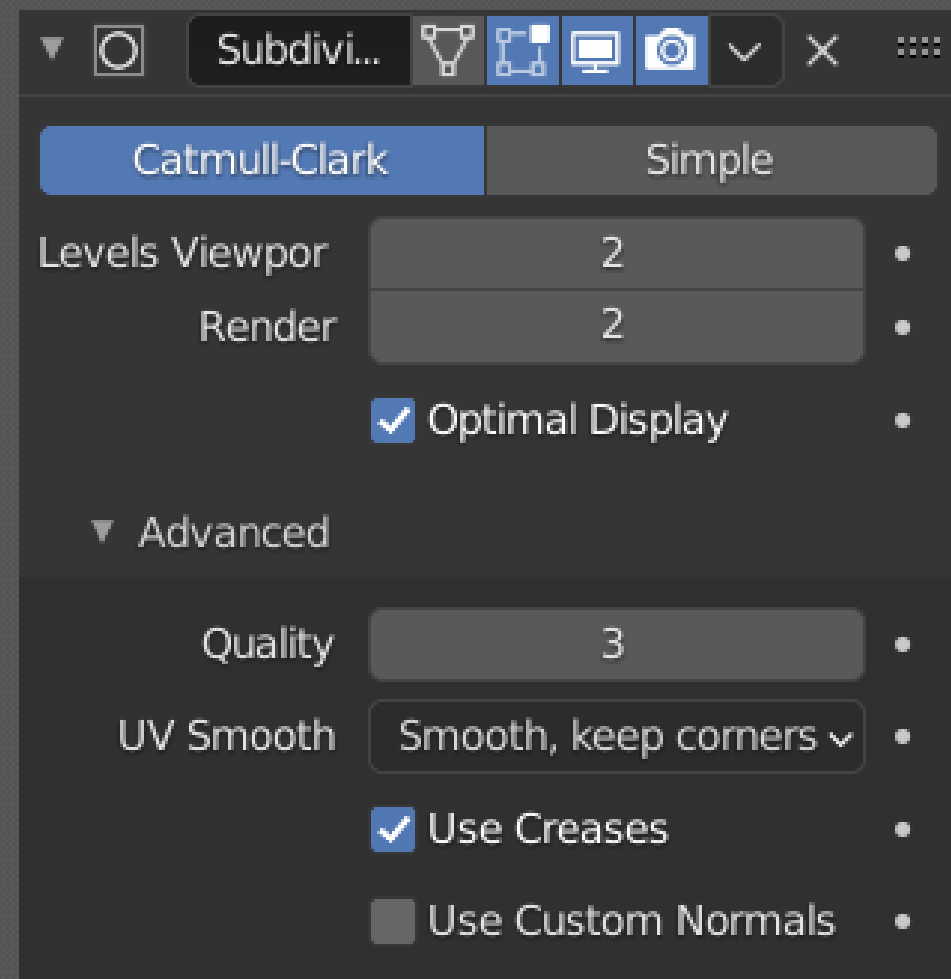 Subdivi...
Catmull-Clark Simple
Levels Viewpor 2
Render 2
Optimal Display
Advanced
Quality 3
UV Smooth Smooth, keep corners
Use Creases
Use Custom Normals